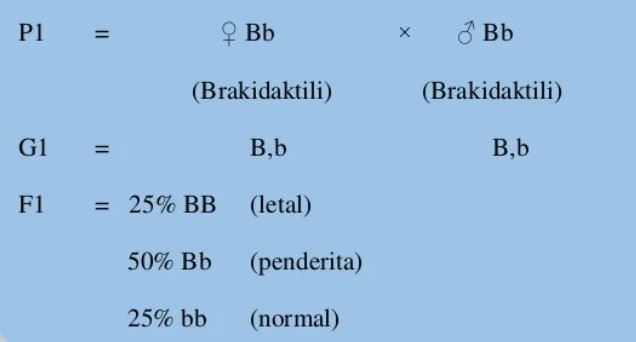 P1 = ♀ Bb × ♂ Bb
(Brakidaktili) (Brakidaktili)
G1 = B,b B,b
F1 = 25% BB (letal)
50% Bb (penderita)
25% bb (normal)